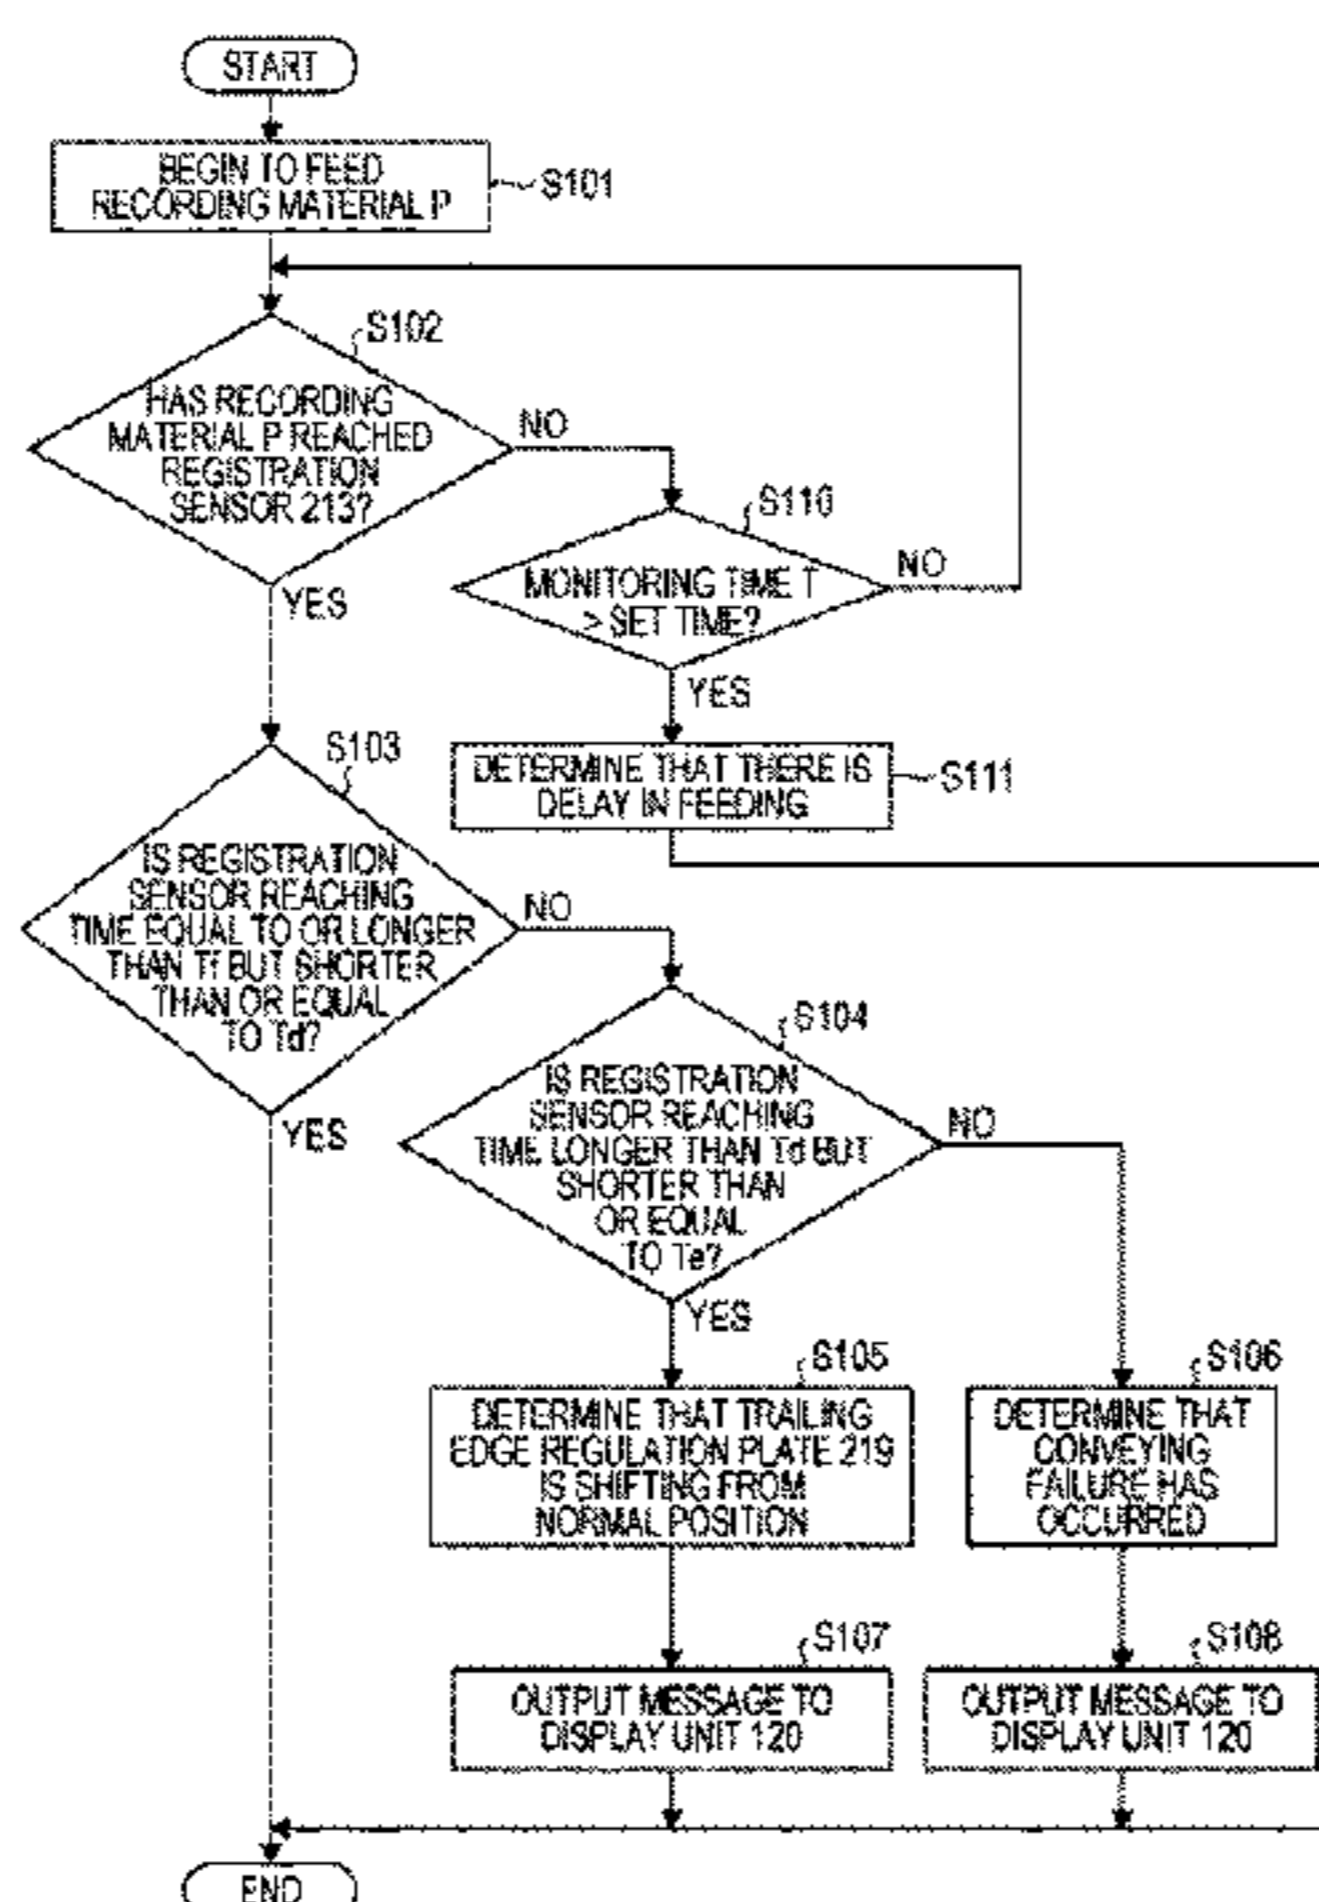 START
BEGIN TO FEED
RECORDING MATERIAL P
S101
S102
HAS RECORDING
MATERIAL P REACHED
REGISTRATION
SENSOR 213?
NO
YES
S110
MONITORING TIME T
> SET TIME?
NO
YES
S111
DETERMINE THAT THERE IS
DELAY IN FEEDING
S103
IS REGISTRATION
SENSOR REACHING
TIME EQUAL TO OR LONGER
THAN Tf BUT SHORTER
THAN OR EQUAL
TO Td?
NO
YES
S104
IS REGISTRATION
SENSOR REACHING
TIME LONGER THAN Td BUT
SHORTER THAN
OR EQUAL
TO Te?
NO
YES
S105
DETERMINE THAT TRAILING
EDGE REGULATION PLATE 219
IS SHIFTING FROM
NORMAL POSITION
S106
DETERMINE THAT
CONVEYING
FAILURE HAS
OCCURRED
S107
OUTPUT MESSAGE TO
DISPLAY UNIT 120
S108
OUTPUT MESSAGE TO
DISPLAY UNIT 120
END